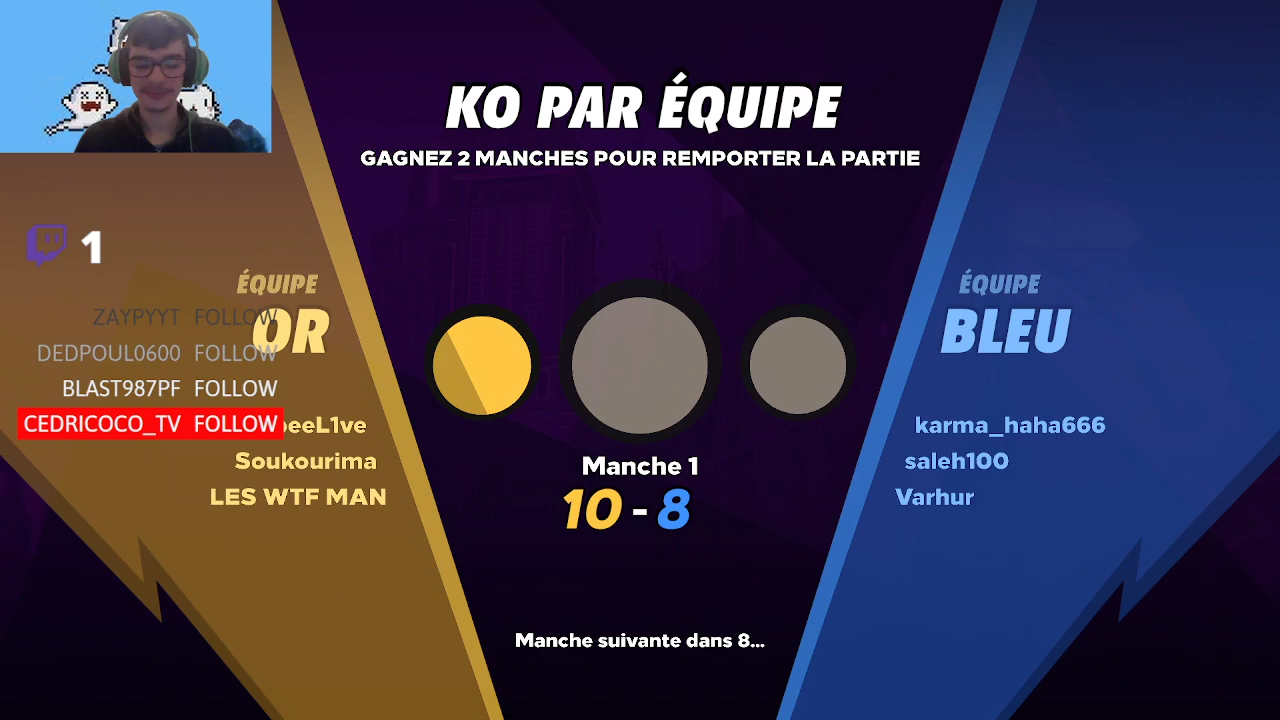 KO PAR ÉQUIPE
GAGNEZ 2 MANCHES POUR REMPORTER LA PARTIE
1
ÉQUIPE
OR
ZAYPYYT FOLLOW
DEDPOUL0600 FOLLOW
BLAST987PF FOLLOW
CEDRICOCO_TV FOLLOW
Soukourima
LES WTF MAN
Manche 1
10 - 8
ÉQUIPE
BLEU
karma_haha666
saleh100
Varhur
Manche suivante dans 8...